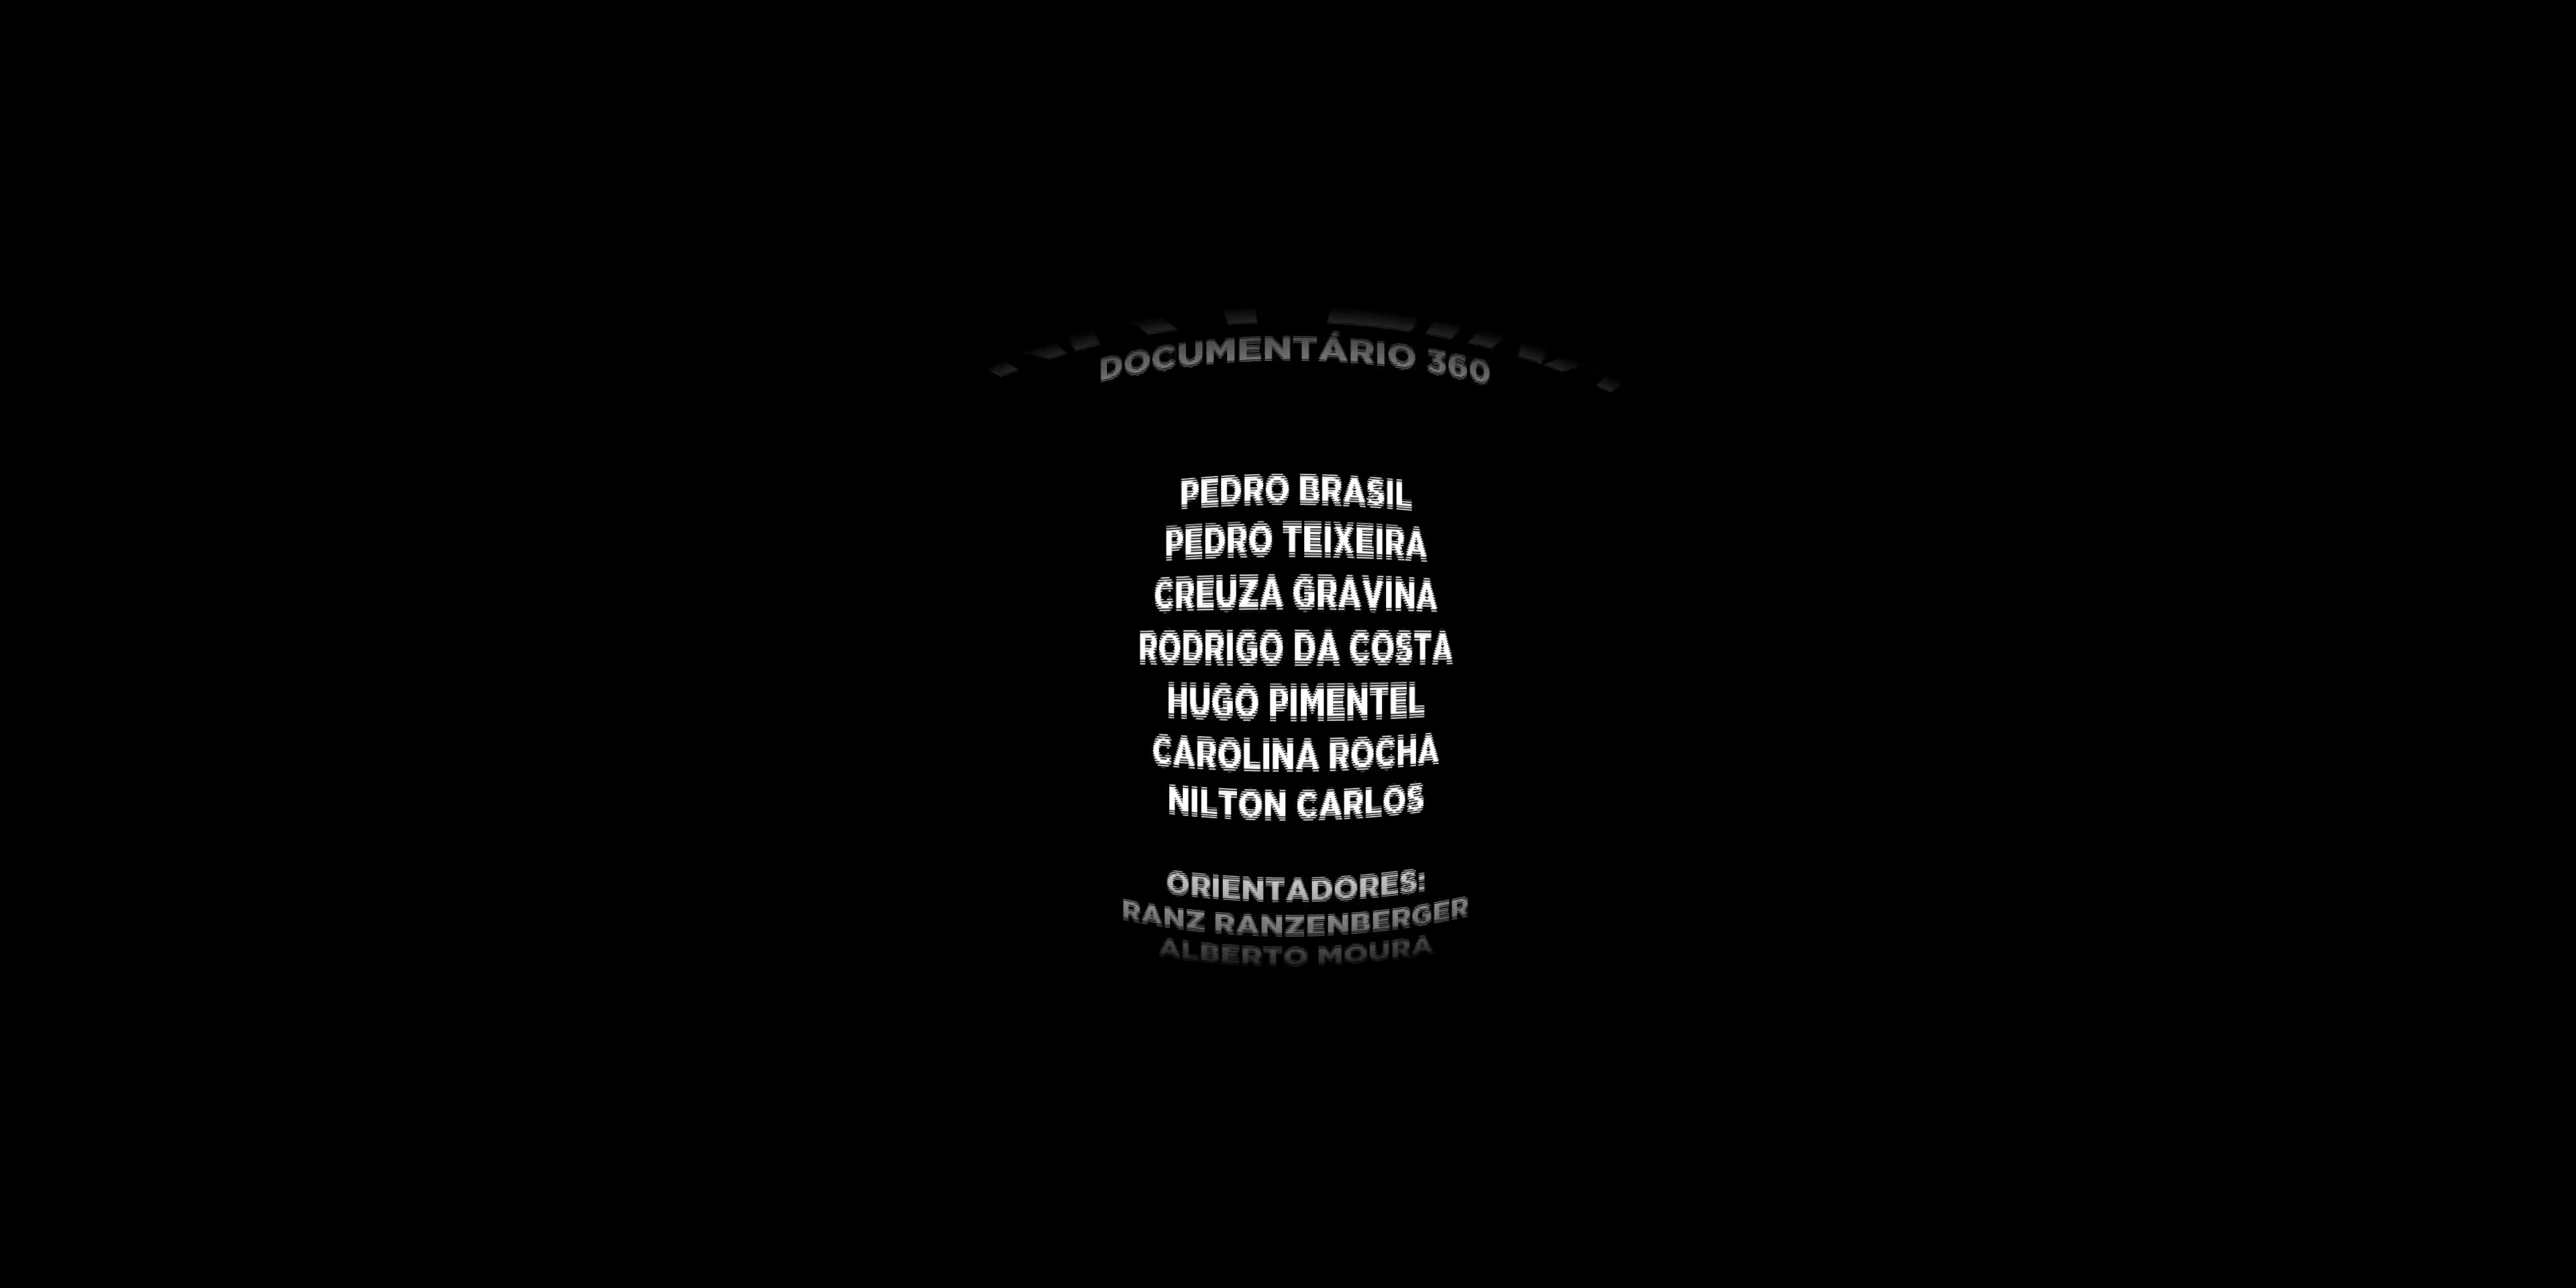 DOCUMENTÁRIO 360
PEDRO BRASIL
PEDRO TEIXEIRA
CREUZA GRAVINA
RODRIGO DA COSTA
HUGO PIMENTEL
CAROLINA ROCHA
NILTON CARLOS
ORIENTADORES:
RANZ RANZENBERGER
ALBERTO MOURA